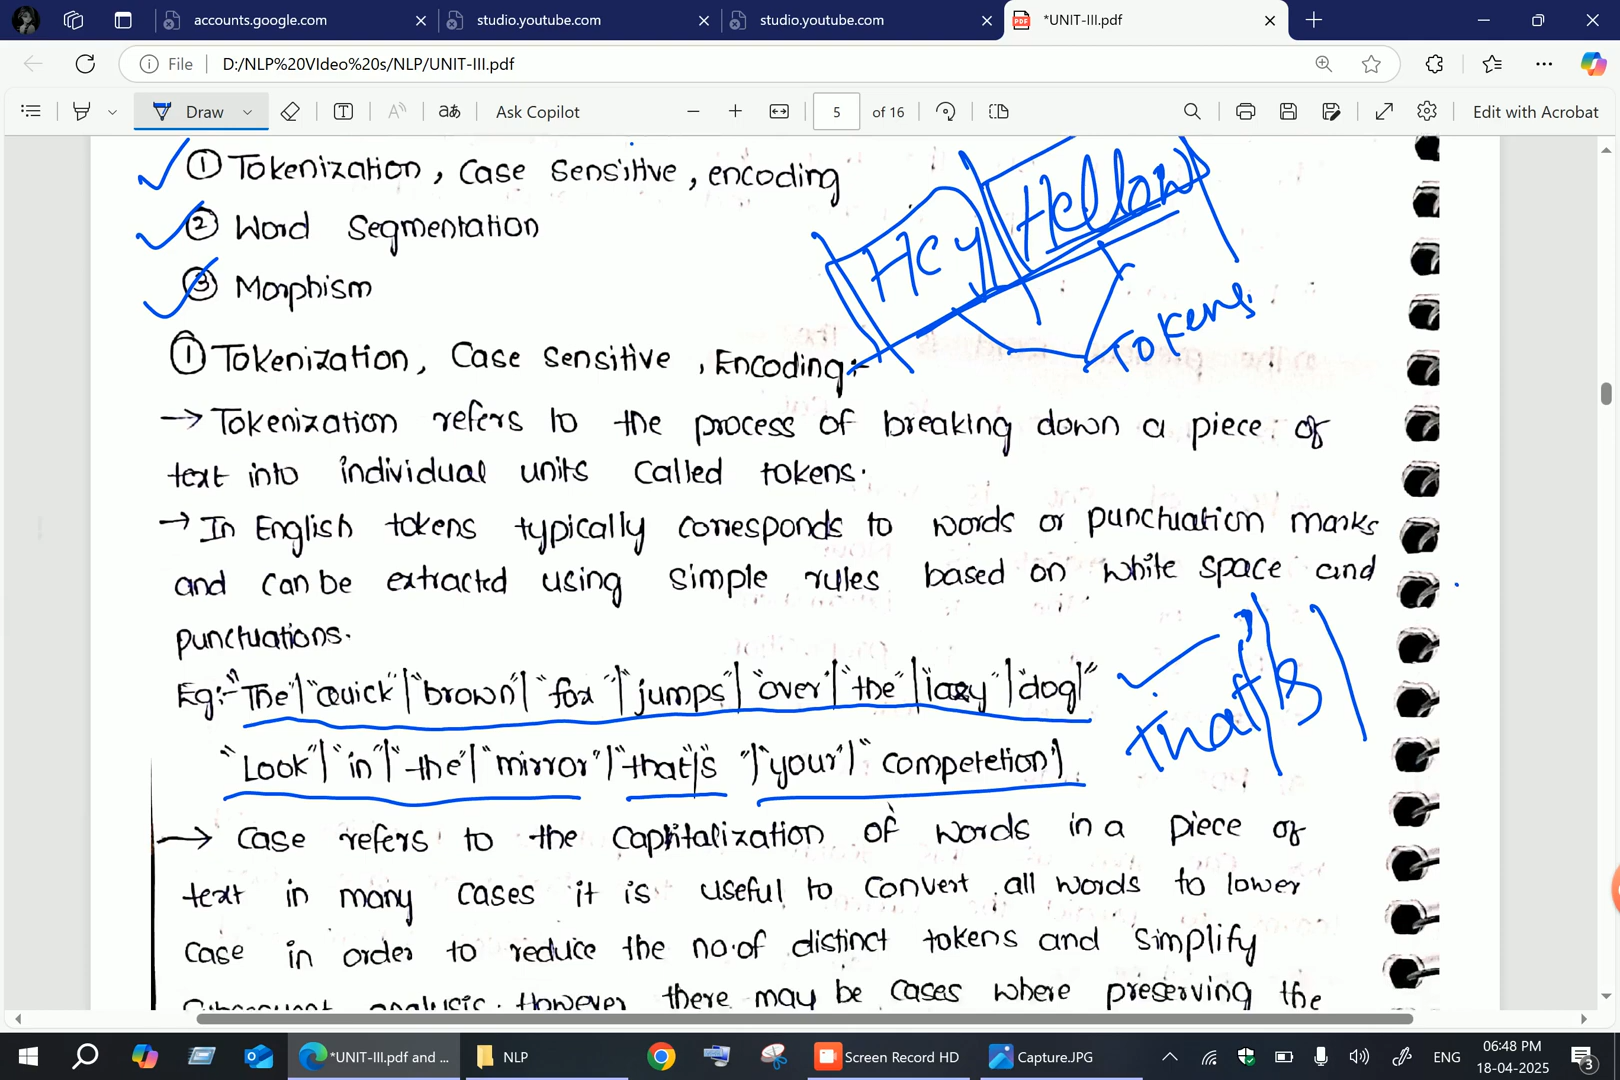 accounts.google.com
studio.youtube.com
studio.youtube.com
*UNIT-III.pdf
File
D:/NLP%20VIdeo%20s/NLP/UNIT-III.pdf
Draw
Ask Copilot
5 of 16
Edit with Acrobat
① Tokenization, Case Sensitive, encoding
② Word Segmentation
③ Morphism
Hey Hellow
Tokens.
① Tokenization, Case Sensitive, Encoding:-
→ Tokenization refers to the process of breaking down a piece of
text into individual units called tokens.
→ In English tokens typically corresponds to words or punctuation marks
and can be extracted using simple rules based on white space and
punctuations.
Eg:- "The"|"Quick"|"brown"|"fox"|"jumps"|"over"|"the"|"lazy"|"dog|"
"Look"|"in"|"the"|"mirror"|"that|'s"|"your"|"competetion"|
that's
→ Case refers to the Capitalization of words in a piece of
text in many cases it is useful to convert all words to lower
case in order to reduce the no.of distinct tokens and simplify
subsequent analysis. However there may be cases where preserving the
*UNIT-III.pdf and ...
NLP
Screen Record HD
Capture.JPG
ENG
06:48 PM
18-04-2025
3